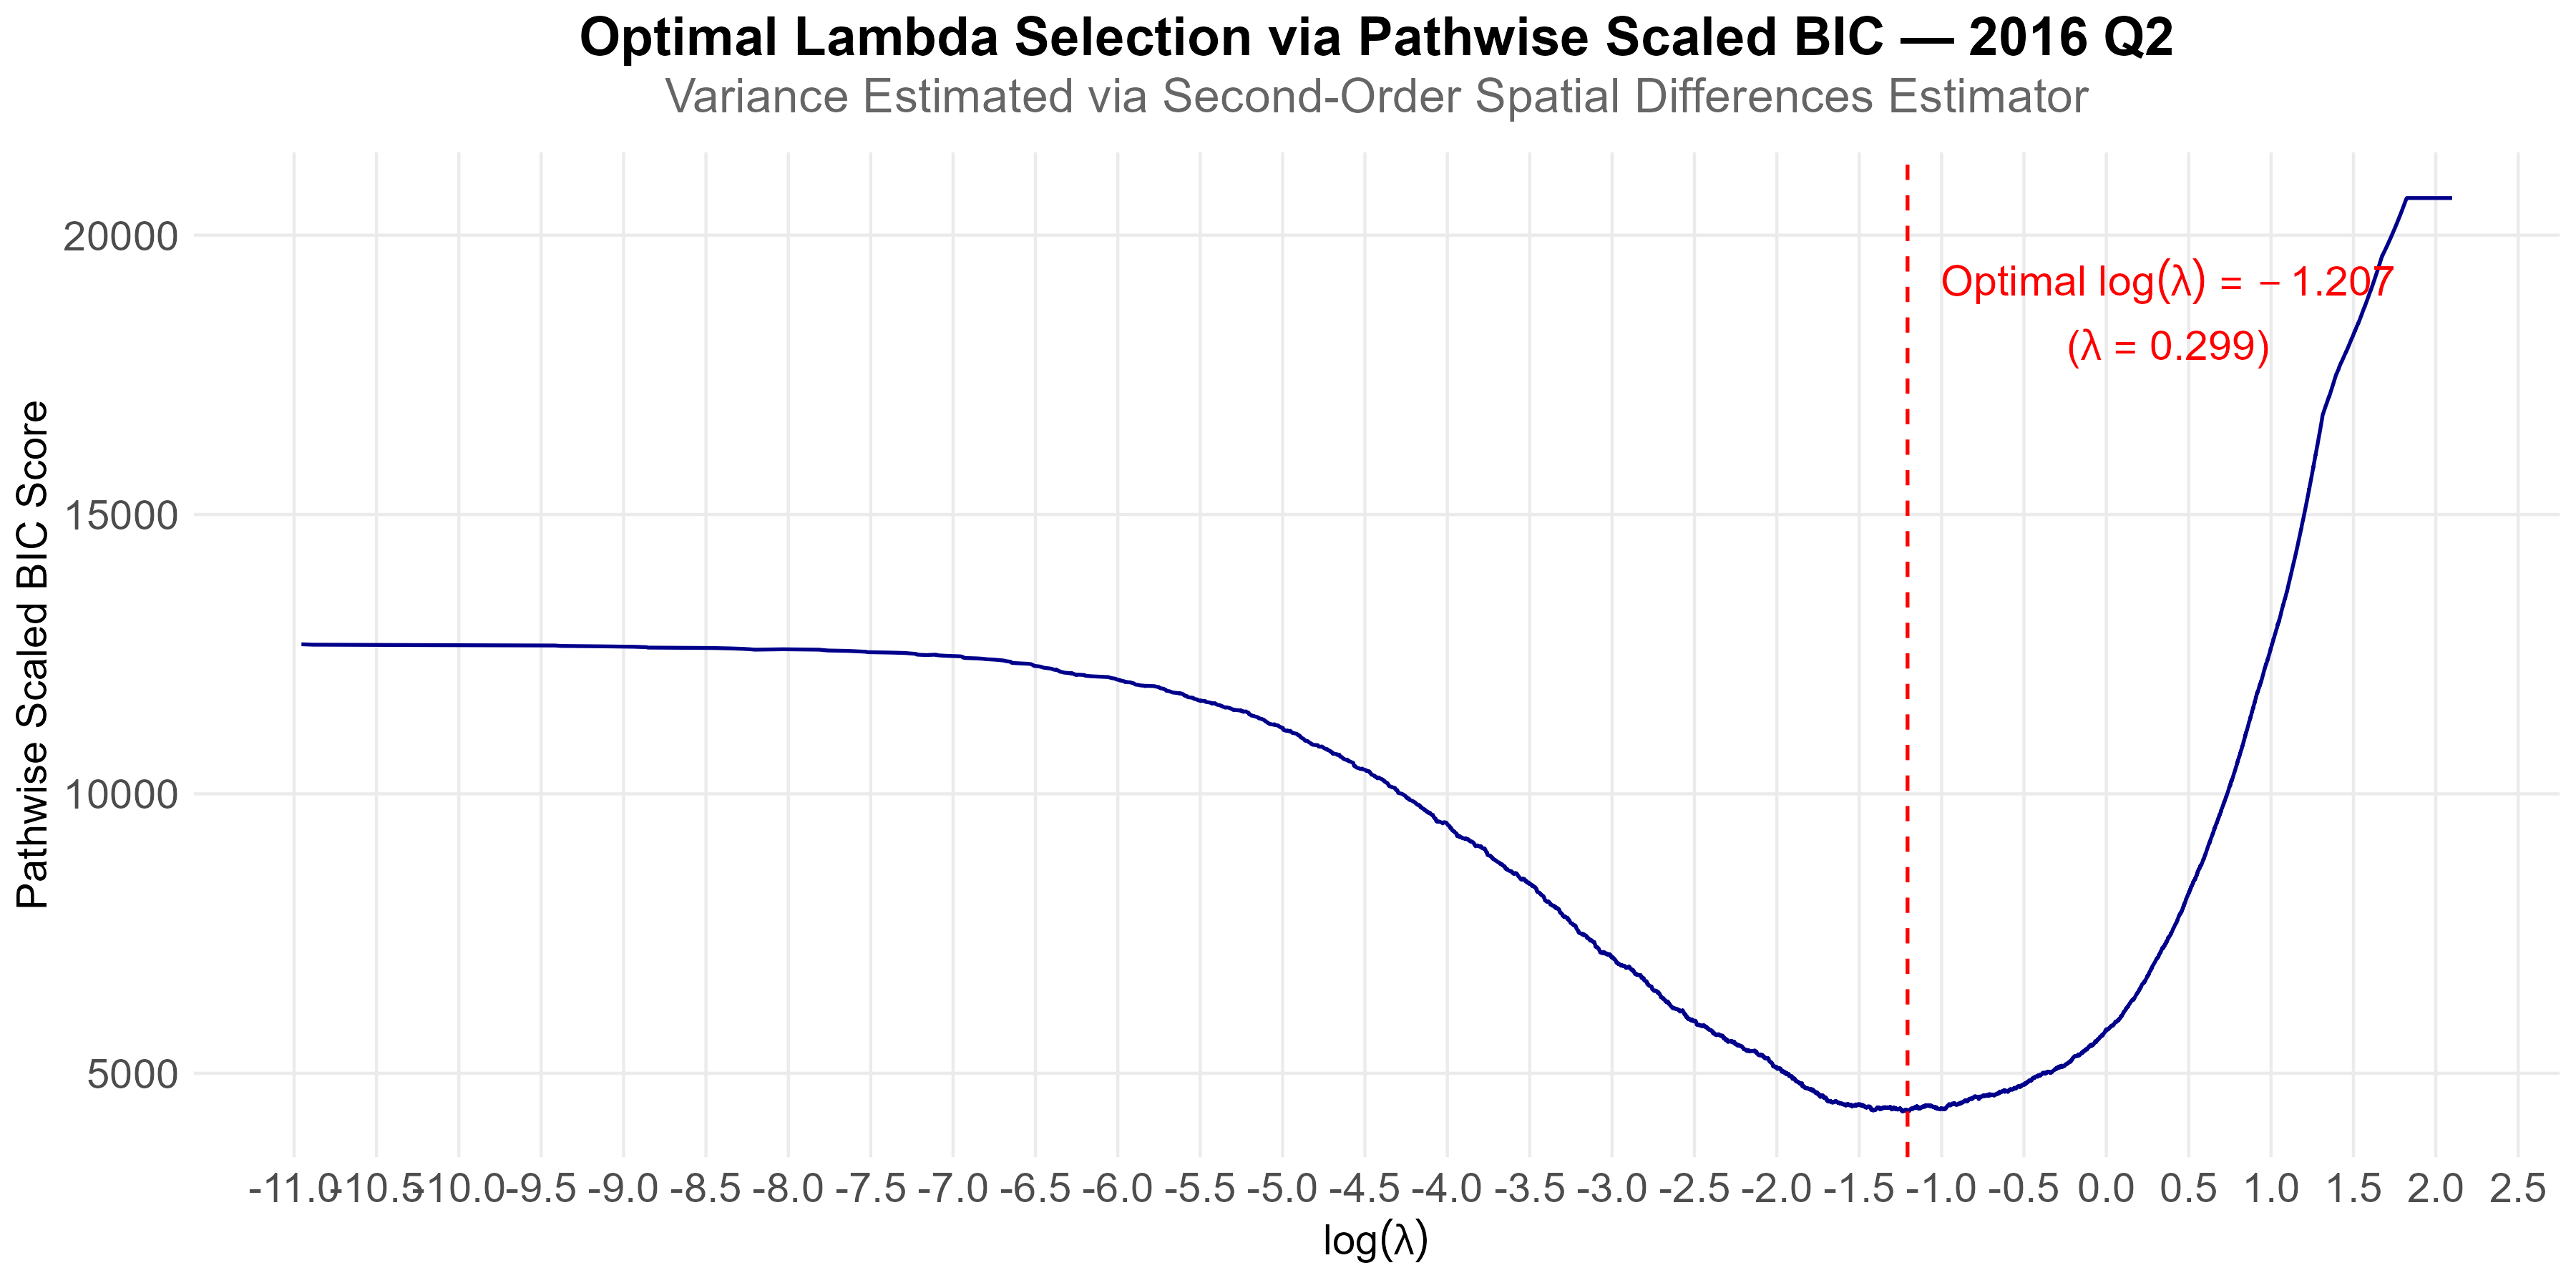 Optimal Lambda Selection via Pathwise Scaled BIC — 2016 Q2
Variance Estimated via Second-Order Spatial Differences Estimator
Pathwise Scaled BIC Score
20000
15000
10000
5000
Optimal log(λ) = − 1.207
(λ = 0.299)
-11.0 -10.5 -10.0 -9.5 -9.0 -8.5 -8.0 -7.5 -7.0 -6.5 -6.0 -5.5 -5.0 -4.5 -4.0 -3.5 -3.0 -2.5 -2.0 -1.5 -1.0 -0.5 0.0 0.5 1.0 1.5 2.0 2.5
log(λ)